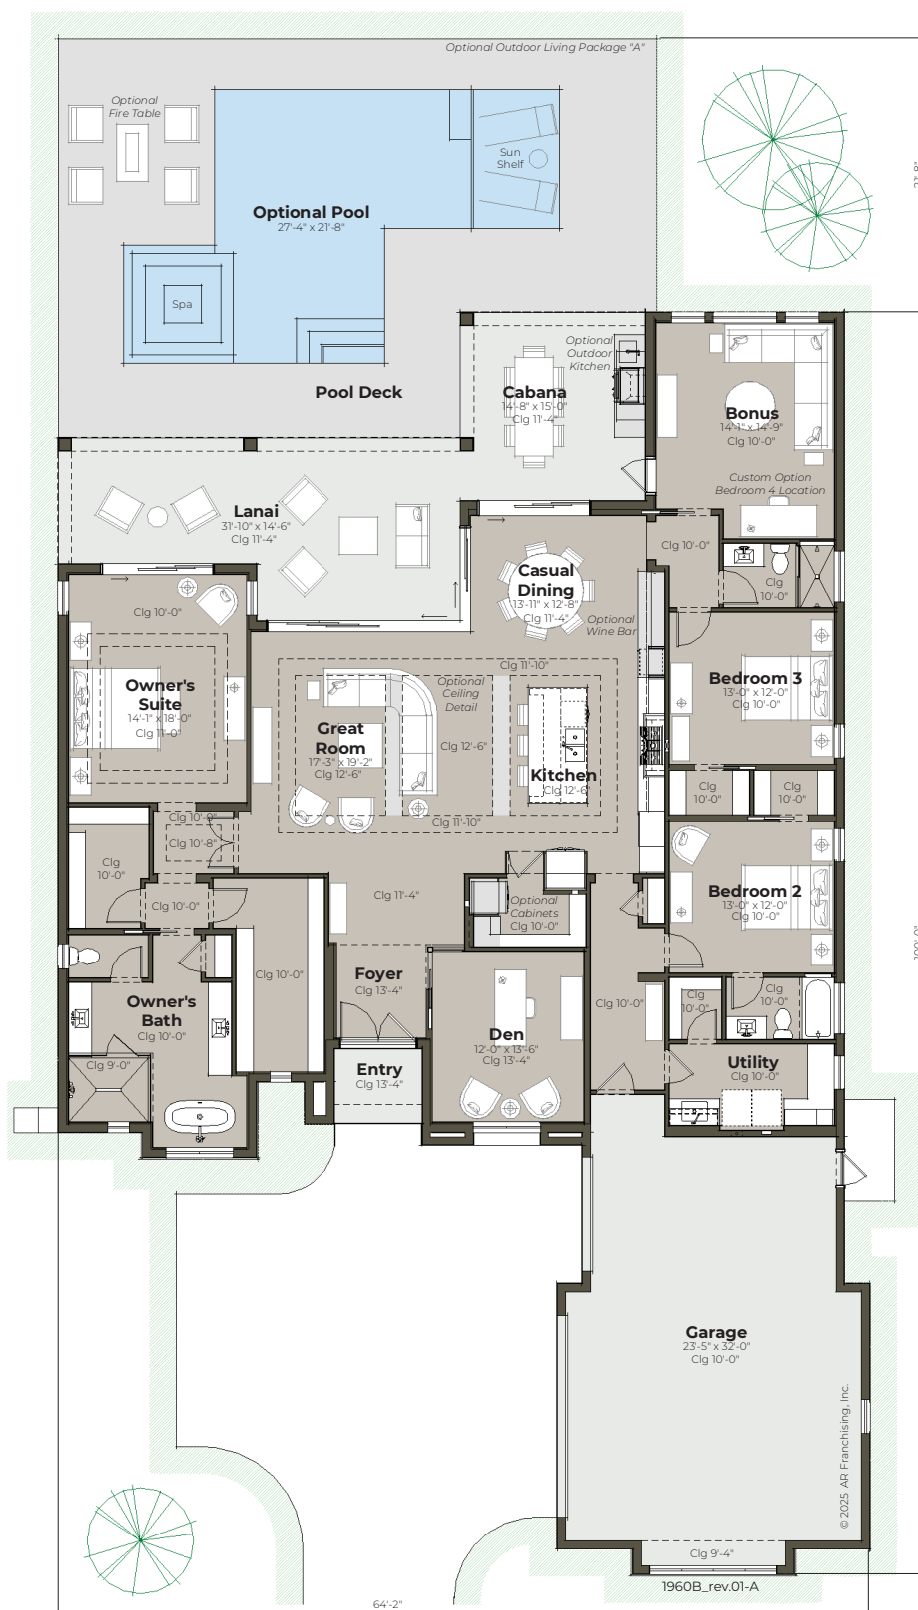 Optional Outdoor Living Package "A"
Optional
Fire Table
Sun
Shelf
21'-8"
Optional Pool
27'-4" x 21'-8"
Spa
Pool Deck
Optional
Outdoor
Kitchen
Cabana
14'-8" x 15'-0"
Clg 11'-4"
Bonus
14'-1" x 14'-9"
Clg 10'-0"
Custom Option
Bedroom 4 Location
Lanai
31'-10" x 14'-6"
Clg 11'-4"
Clg 10'-0"
Clg
10'-0"
Casual
Dining
13'-11" x 12'-8"
Clg 11'-4"
Optional
Wine Bar
Clg 10'-0"
Owner's
Suite
14'-1" x 18'-0"
Clg 11'-0"
Clg 11'-10"
Optional
Ceiling
Detail
Clg 12'-6"
Great
Room
17'-3" x 19'-2"
Clg 12'-6"
Clg 11'-10"
Kitchen
Clg 12'-6"
Bedroom 3
13'-0" x 12'-0"
Clg 10'-0"
Clg
10'-0"
Clg
10'-0"
Clg 10'-0"
Clg 10'-8"
Clg
10'-0"
Clg 10'-0"
Clg 11'-4"
Optional
Cabinets
Clg 10'-0"
Bedroom 2
13'-0" x 12'-0"
Clg 10'-0"
100'-0"
Clg 10'-0"
Foyer
Clg 13'-4"
Owner's
Bath
Clg 10'-0"
Clg 9'-0"
Den
12'-0" x 13'-6"
Clg 13'-4"
Clg 10'-0"
Clg
10'-0"
Clg
10'-0"
Entry
Clg 13'-4"
Utility
Clg 10'-0"
Garage
23'-5" x 32'-0"
Clg 10'-0"
© 2025 AR Franchising, Inc.
Clg 9'-4"
1960B_rev.01-A
64'-2"